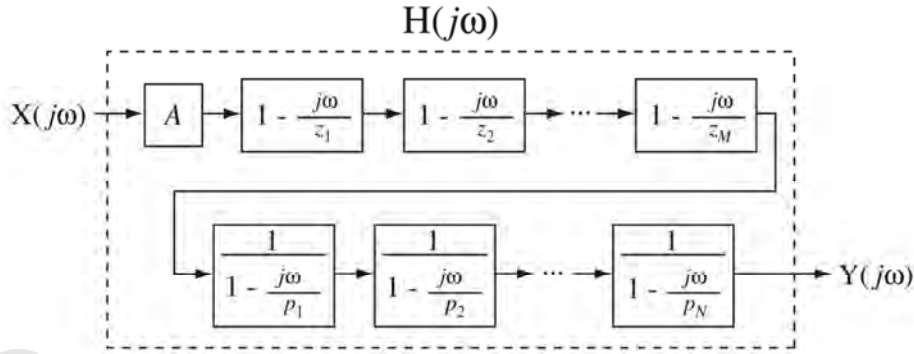 H(jω)
X(jω) A 1 - jω/z₁ 1 - jω/z₂ ... 1 - jω/z_M
1/(1 - jω/p₁) 1/(1 - jω/p₂) ... 1/(1 - jω/p_N) Y(jω)